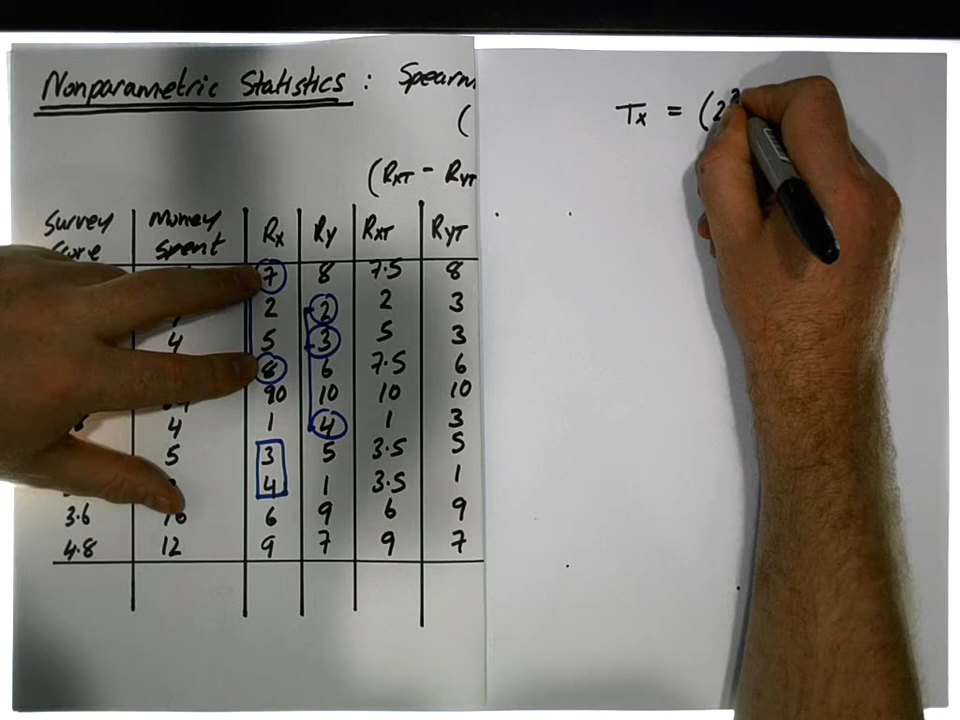 Nonparametric Statistics : Spearm
(
Tx = (2³
(RXT - RYT
Survey Money Rx Ry RXT RYT
Score spent
7 8 7.5 8
2 2 2 3
4 5 3 5 3
8 6 7.5 6
90 10 10 10
4 1 4 1 3
5 3 5 3.5 5
4 1 3.5 1
3.6 10 6 9 6 9
4.8 12 9 7 9 7